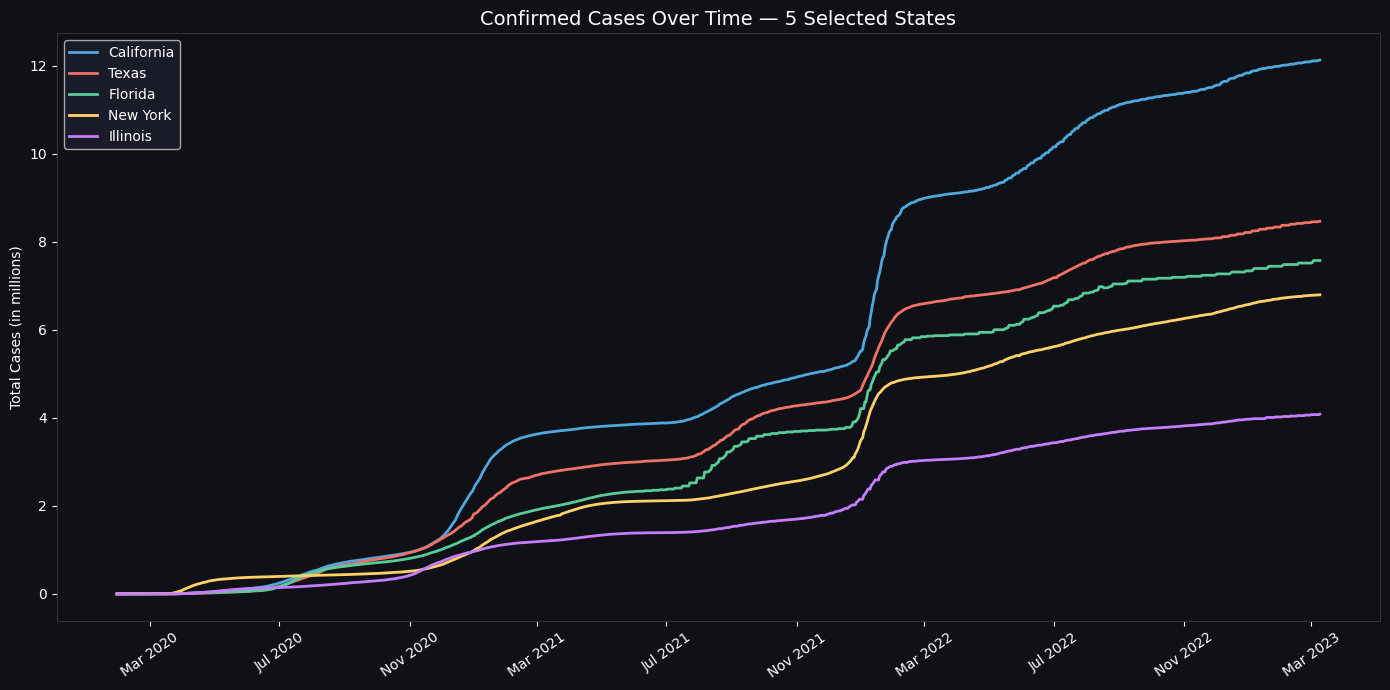 Confirmed Cases Over Time — 5 Selected States
California
Texas
Florida
New York
Illinois
Total Cases (in millions)
12
10
8
6
4
2
0
Mar 2020
Jul 2020
Nov 2020
Mar 2021
Jul 2021
Nov 2021
Mar 2022
Jul 2022
Nov 2022
Mar 2023